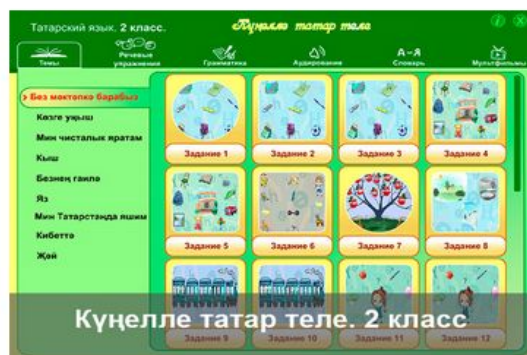 Татарский язык. 2 класс.
Күңелле татар теле
Темы
Речевые упражнения
Грамматика
Аудирование
А-Я
Словарь
Мультфильмы
Без мәктәпкә барабыз
Көзге уңыш
Мин чисталык яратам
Кыш
Безнең гаилә
Яз
Мин Татарстанда яшим
Кибеттә
Җәй
Задание 1
Задание 2
Задание 3
Задание 4
Задание 5
Задание 6
Задание 7
Задание 8
Задание 9
Задание 10
Задание 11
Задание 12
Күңелле татар теле. 2 класс